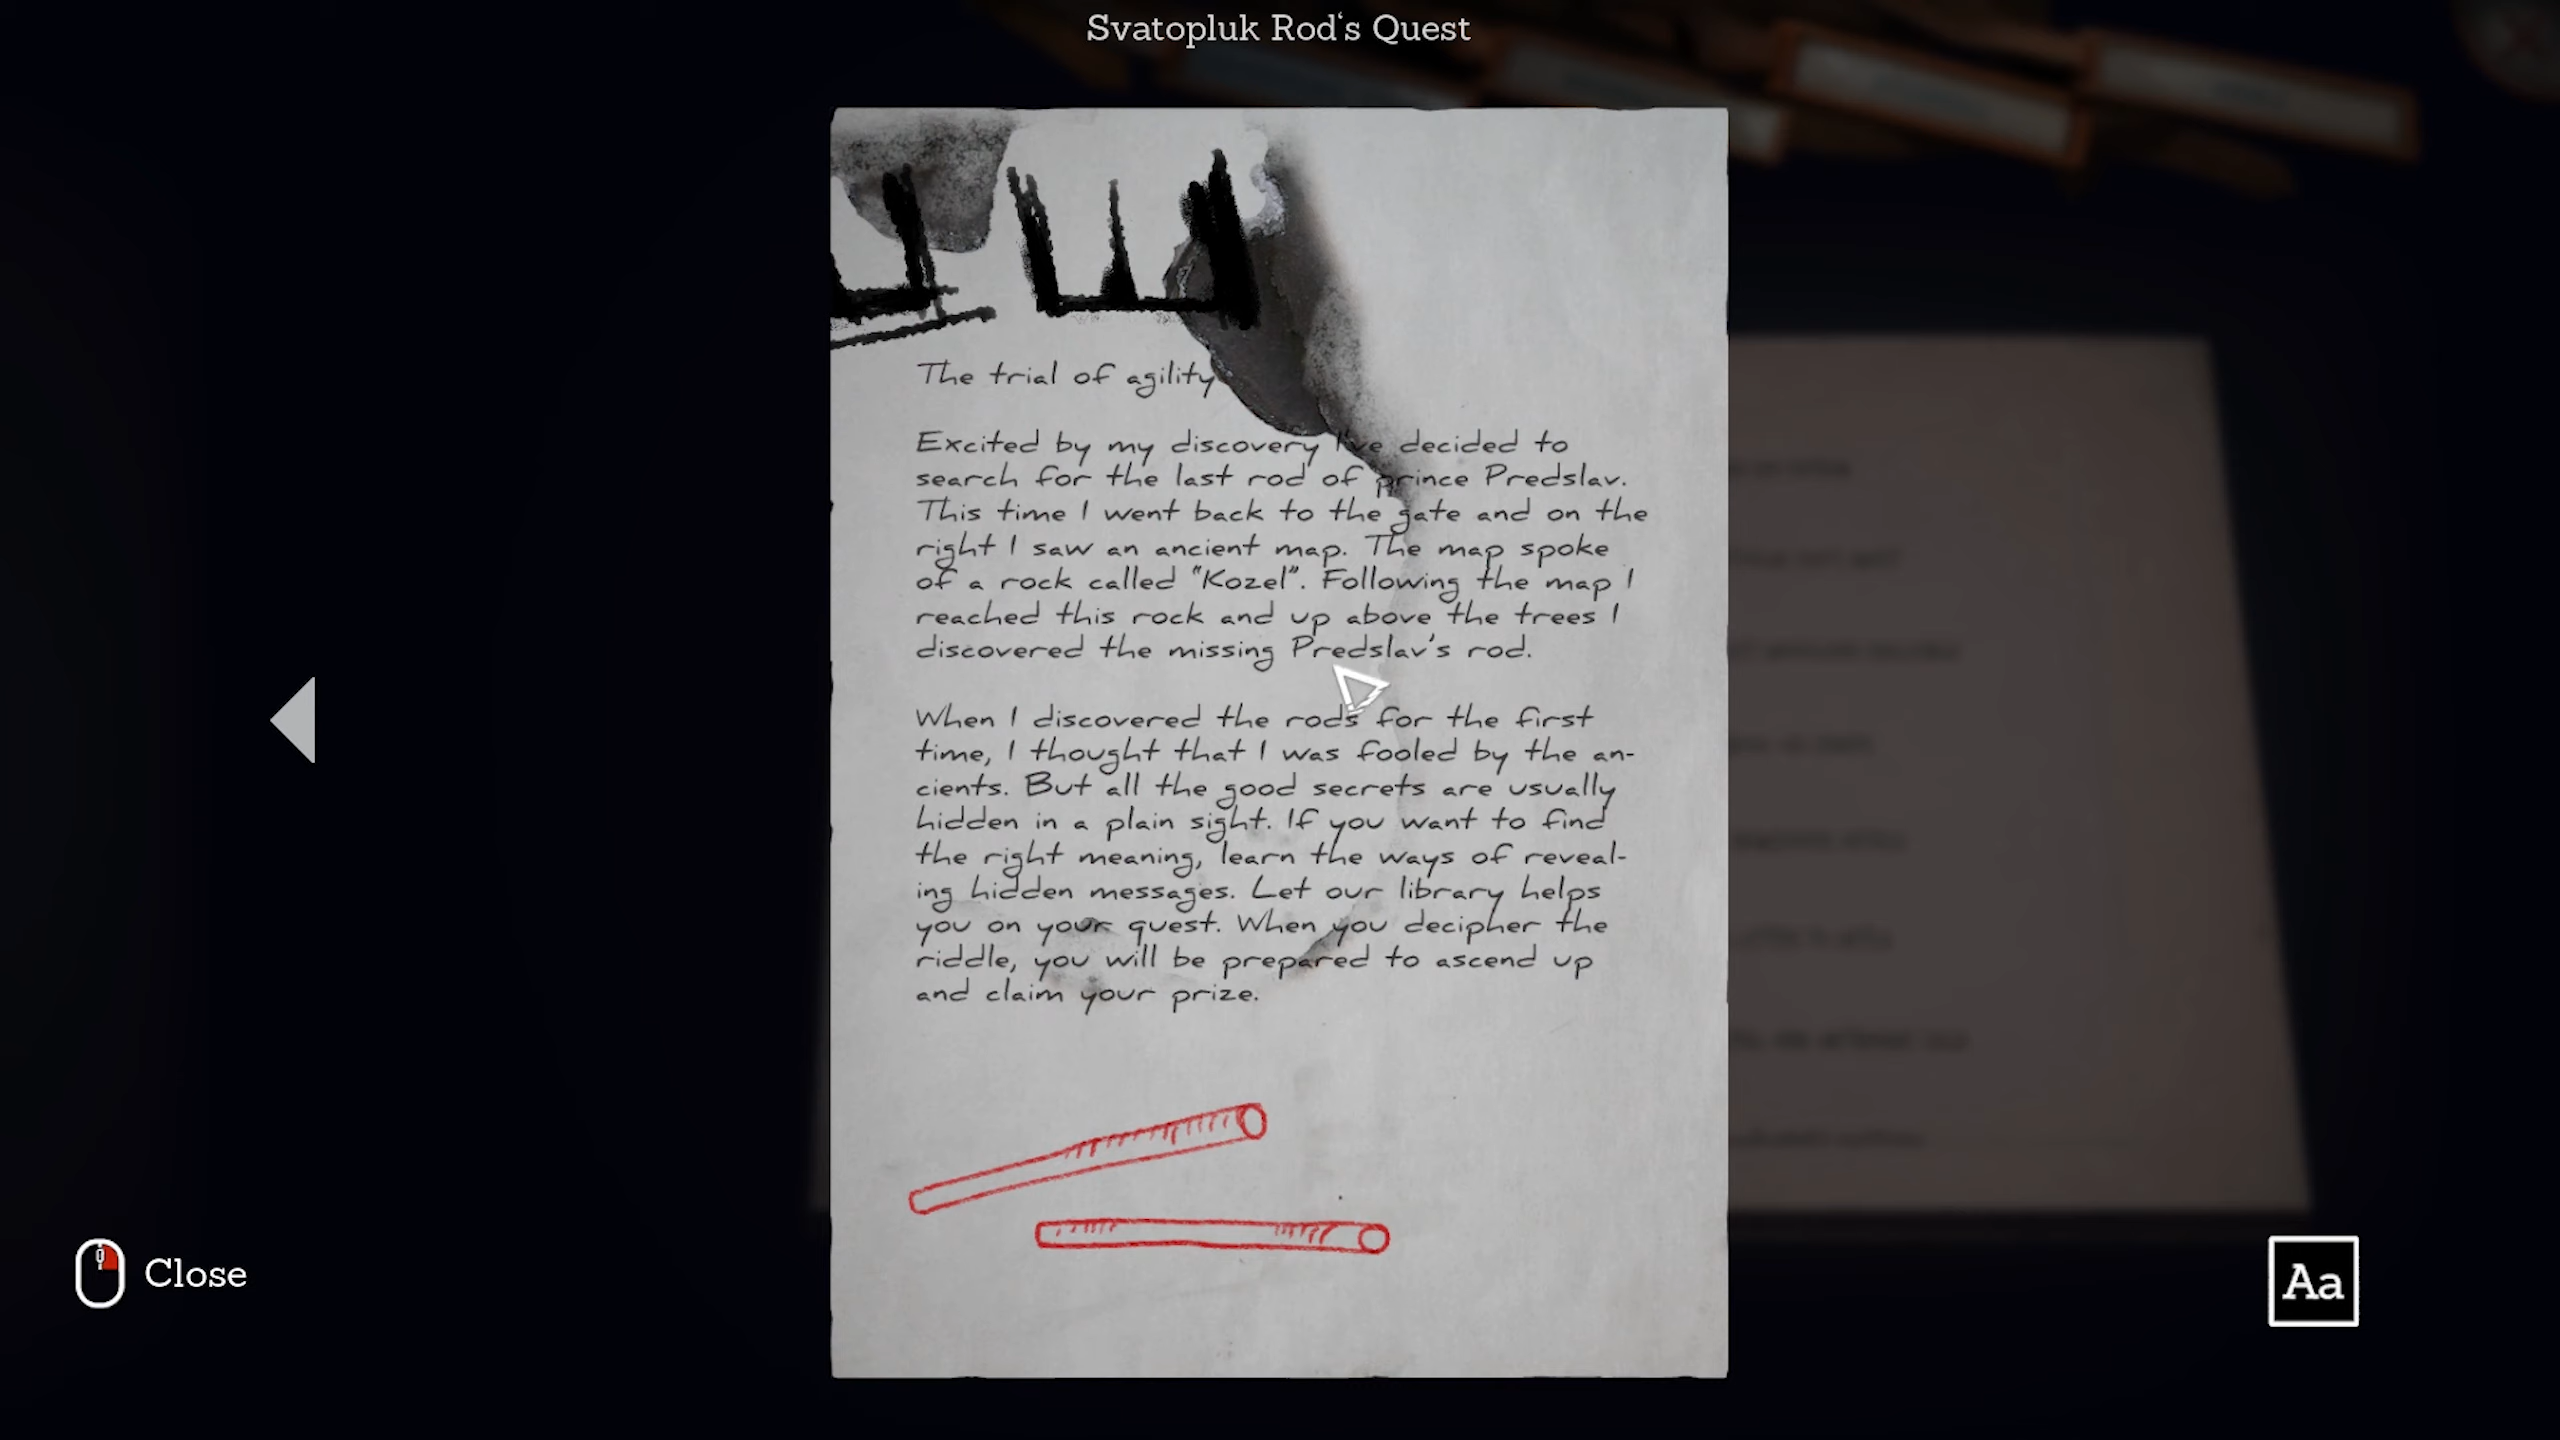 Svatopluk Rod's Quest
The trial of agility
Excited by my discovery I've decided to
search for the last rod of prince Predslav.
This time I went back to the gate and on the
right I saw an ancient map. The map spoke
of a rock called "Kozel". Following the map I
reached this rock and up above the trees I
discovered the missing Predslav's rod.
When I discovered the rods for the first
time, I thought that I was fooled by the an-
cients. But all the good secrets are usually
hidden in a plain sight. If you want to find
the right meaning, learn the ways of reveal-
ing hidden messages. Let our library helps
you on your quest. When you decipher the
riddle, you will be prepared to ascend up
and claim your prize.
Close
Aa